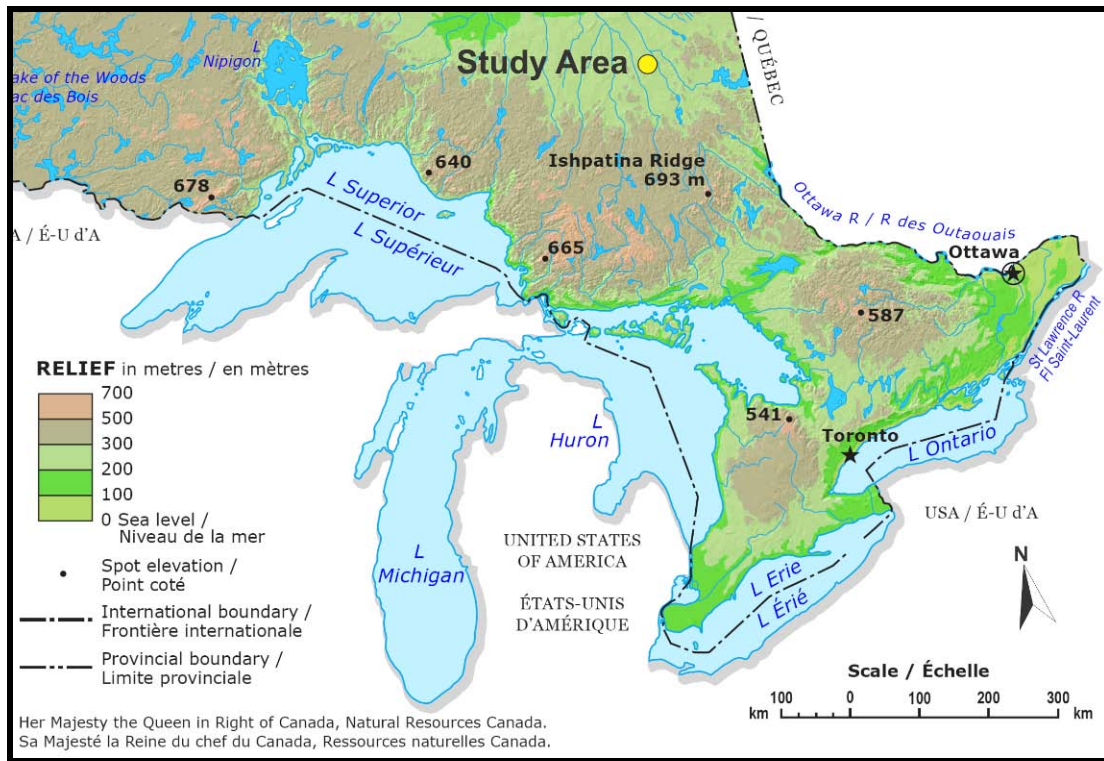 L
Nipigon
Study Area
/ QUÉBEC
ake of the Woods
ac des Bois
640
Ishpatina Ridge
693 m
678
L Superior
L Supérieur
Ottawa R / R des Outaouais
A / É-U d'A
665
Ottawa
587
St Lawrence R
Fl Saint-Laurent
RELIEF in metres / en mètres
700
500
300
200
100
0 Sea level /
Niveau de la mer
541
Toronto
L Ontario
L
Huron
USA / É-U d'A
UNITED STATES
OF AMERICA
L
Michigan
L Erie
L Érié
ÉTATS-UNIS
D'AMÉRIQUE
N
Spot elevation /
Point coté
International boundary /
Frontière internationale
Provincial boundary /
Limite provinciale
Scale / Échelle
100 0 100 200 300
km km
Her Majesty the Queen in Right of Canada, Natural Resources Canada.
Sa Majesté la Reine du chef du Canada, Ressources naturelles Canada.